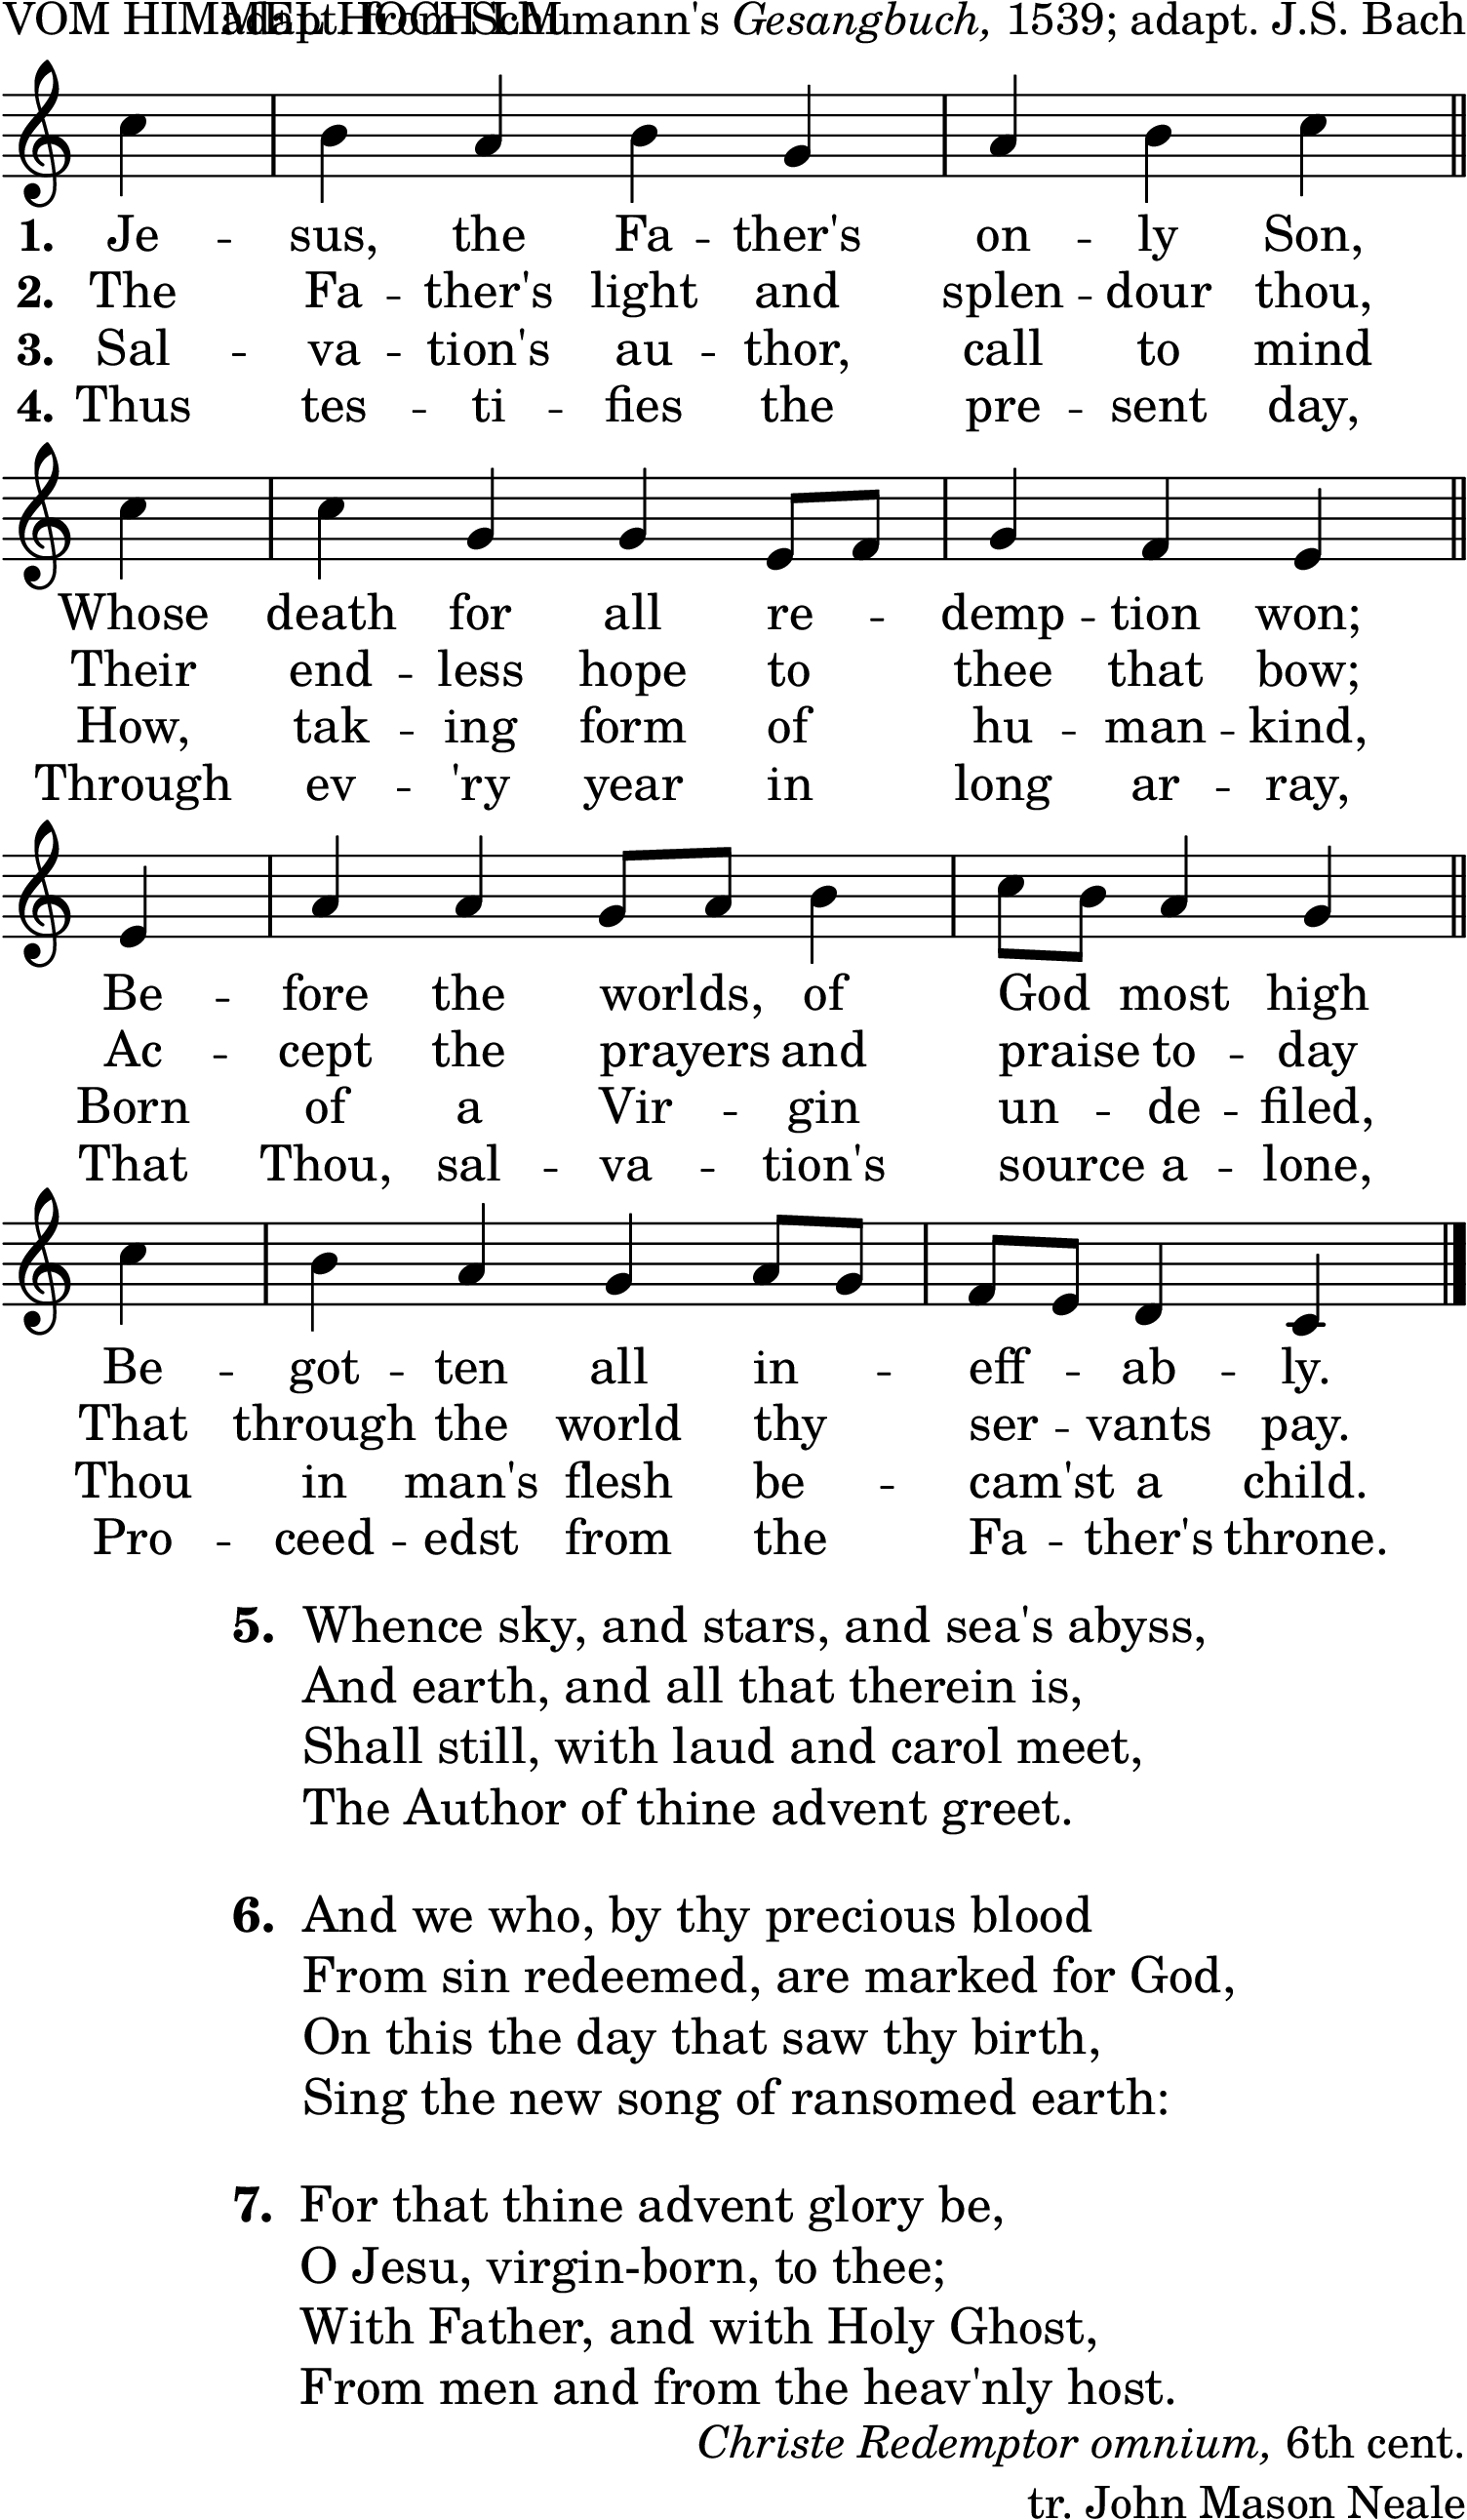 VOM HIMMEL HOCH LM adapt. from Schumann's Gesangbuch, 1539; adapt. J.S. Bach
1. Je - sus, the Fa - ther's on - ly Son,
2. The Fa - ther's light and splen - dour thou,
3. Sal - va - tion's au - thor, call to mind
4. Thus tes - ti - fies the pre - sent day,
Whose death for all re - demp - tion won;
Their end - less hope to thee that bow;
How, tak - ing form of hu - man - kind,
Through ev - 'ry year in long ar - ray,
Be - fore the worlds, of God most high
Ac - cept the prayers and praise to - day
Born of a Vir - gin un - de - filed,
That Thou, sal - va - tion's source a - lone,
Be - got - ten all in - eff - ab - ly.
That through the world thy ser - vants pay.
Thou in man's flesh be - cam'st a child.
Pro - ceed - edst from the Fa - ther's throne.
5. Whence sky, and stars, and sea's abyss,
And earth, and all that therein is,
Shall still, with laud and carol meet,
The Author of thine advent greet.
6. And we who, by thy precious blood
From sin redeemed, are marked for God,
On this the day that saw thy birth,
Sing the new song of ransomed earth:
7. For that thine advent glory be,
O Jesu, virgin-born, to thee;
With Father, and with Holy Ghost,
From men and from the heav'nly host.
Christe Redemptor omnium, 6th cent.
tr. John Mason Neale